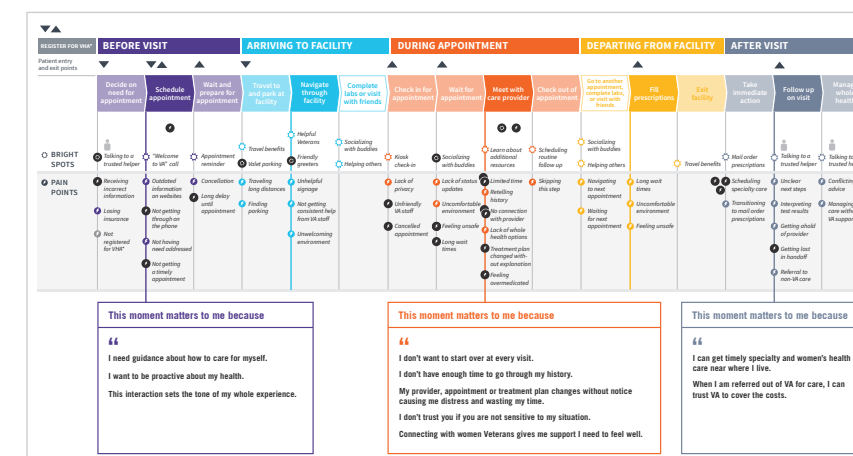 REGISTER FOR VHA*
BEFORE VISIT
ARRIVING TO FACILITY
DURING APPOINTMENT
DEPARTING FROM FACILITY
AFTER VISIT
Patient entry
and exit points
Decide on
need for
appointment
Schedule
appointment
Wait and
prepare for
appointment
Travel to
and park at
facility
Navigate
through
facility
Complete
labs or visit
with friends
Check in for
appointment
Wait for
appointment
Meet with
care provider
Check out of
appointment
Go to another
appointment,
complete labs,
or visit with
friends
Fill
prescriptions
Exit
facility
Take
immediate
action
Follow up
on visit
Manag
whole
health
BRIGHT
SPOTS
Talking to a
trusted helper
"Welcome
to VA" call
Appointment
reminder
Travel benefits
Valet parking
Helpful
Veterans
Friendly
greeters
Socializing
with buddies
Helping others
Kiosk
check-in
Socializing
with buddies
Learn about
additional
resources
Scheduling
routine
follow up
Socializing
with buddies
Helping others
Travel benefits
Mail order
prescriptions
Talking to a
trusted helper
Talking to
trusted h
PAIN
POINTS
Receiving
incorrect
information
Losing
insurance
Not
registered
for VHA*
Outdated
information
on websites
Not getting
through on
the phone
Not having
need addressed
Not getting
a timely
appointment
Cancellation
Long delay
until
appointment
Traveling
long distances
Finding
parking
Unhelpful
signage
Not getting
consistent help
from VA staff
Unwelcoming
environment
Lack of
privacy
Unfriendly
VA staff
Cancelled
appointment
Lack of status
updates
Uncomfortable
environment
Feeling unsafe
Long wait
times
Limited time
Retelling
history
No connection
with provider
Lack of whole
health options
Treatment plan
changed with-
out explanation
Feeling
overmedicated
Skipping
this step
Navigating
to next
appointment
Waiting
for next
appointment
Long wait
times
Uncomfortable
environment
Feeling unsafe
Scheduling
specialty care
Transitioning
to mail order
prescriptions
Unclear
next steps
Interpreting
test results
Getting ahold
of provider
Getting lost
in handoff
Referral to
non-VA care
Conflictin
advice
Managing
care witho
VA suppor
This moment matters to me because
“
I need guidance about how to care for myself.
I want to be proactive about my health.
This interaction sets the tone of my whole experience.
This moment matters to me because
“
I don't want to start over at every visit.
I don't have enough time to go through my history.
My provider, appointment or treatment plan changes without notice
causing me distress and wasting my time.
I don't trust you if you are not sensitive to my situation.
Connecting with women Veterans gives me support I need to feel well.
This moment matters to me because
“
I can get timely specialty and women's health
care near where I live.
When I am referred out of VA for care, I can
trust VA to cover the costs.